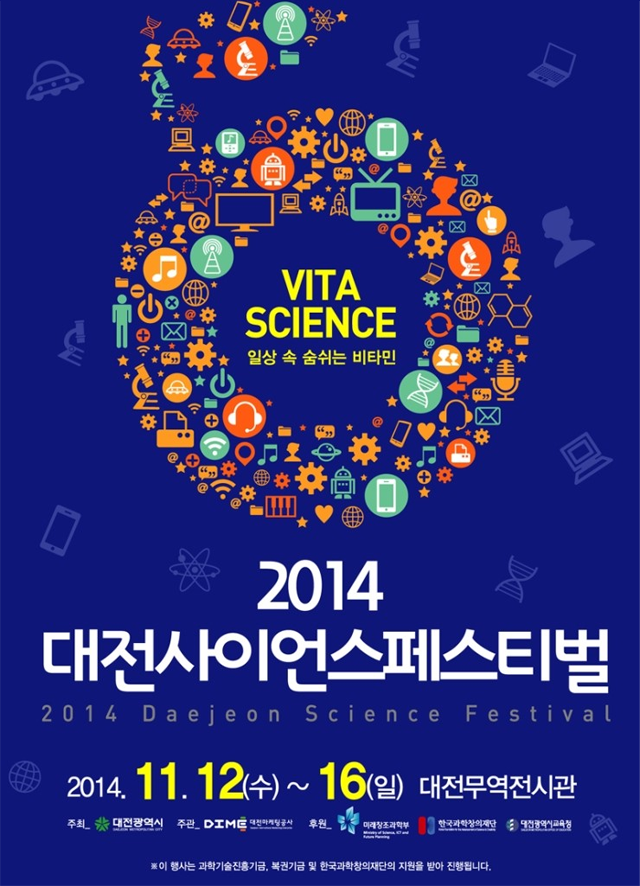 VITA
SCIENCE
일상 속 숨쉬는 비타민
2014
대전사이언스페스티벌
2014 Daejeon Science Festival
2014. 11. 12(수) ~ 16(일) 대전무역전시관
주최_ 대전광역시 주관_ DIME 대전마케팅공사 후원_ 미래창조과학부 한국과학창의재단 대전광역시교육청
DAEJEON METROPOLITAN CITY Ministry of Science, ICT and
Future Planning
※ 이 행사는 과학기술진흥기금, 복권기금 및 한국과학창의재단의 지원을 받아 진행됩니다.